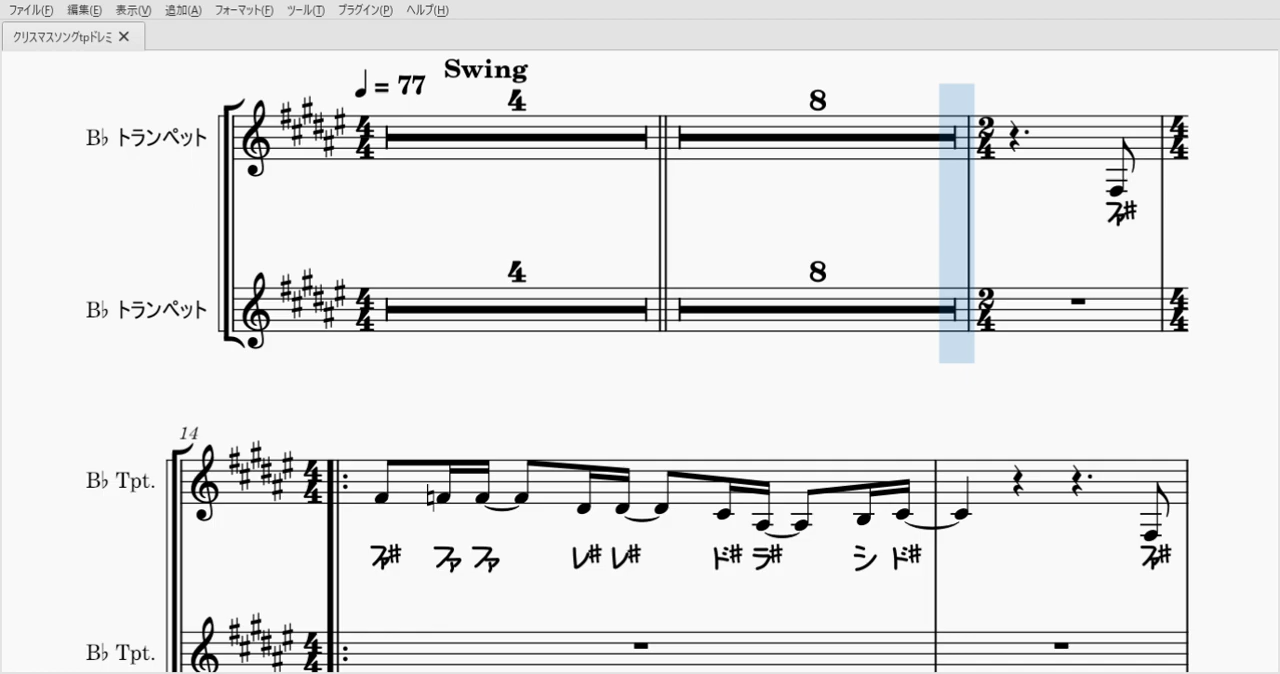 ファイル(F) 編集(E) 表示(V) 追加(A) フォーマット(F) ツール(T) プラグイン(P) ヘルプ(H)
クリスマスソングtpドレミ ✕
♩ = 77 Swing
4 8
B♭ トランペット
ファ#
4 8
B♭ トランペット
14
B♭ Tpt.
ファ# ファ ファ レ# レ# ド# ラ# シ ド# ファ#
B♭ Tpt.